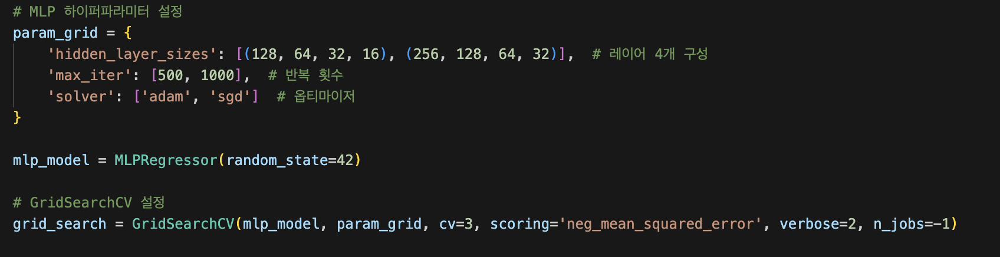 # MLP 하이퍼파라미터 설정
param_grid = {
    'hidden_layer_sizes': [(128, 64, 32, 16), (256, 128, 64, 32)],  # 레이어 4개 구성
    'max_iter': [500, 1000],  # 반복 횟수
    'solver': ['adam', 'sgd']  # 옵티마이저
}
mlp_model = MLPRegressor(random_state=42)
# GridSearchCV 설정
grid_search = GridSearchCV(mlp_model, param_grid, cv=3, scoring='neg_mean_squared_error', verbose=2, n_jobs=-1)